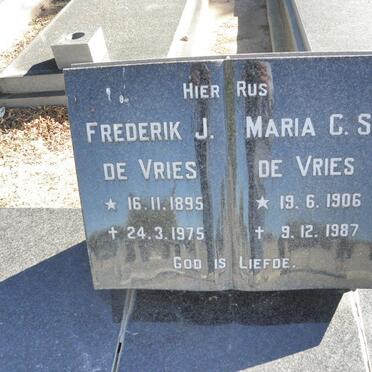 HIER RUS
FREDERIK J.
DE VRIES
★ 16.11.1895
✝ 24.3.1975
MARIA C. S
DE VRIES
★ 19.6.1906
✝ 9.12.1987
GOD IS LIEFDE.